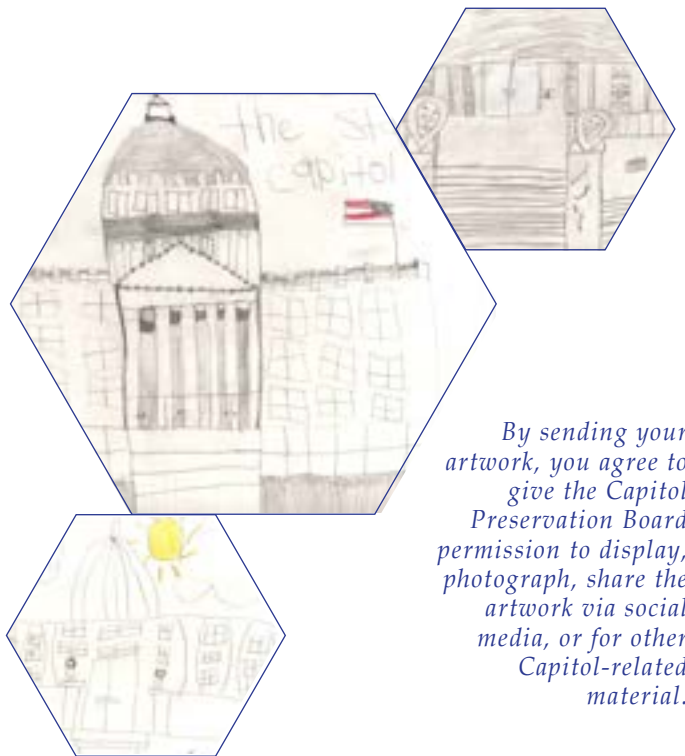 the St
capitol
By sending your
artwork, you agree to
give the Capitol
Preservation Board
permission to display,
photograph, share the
artwork via social
media, or for other
Capitol-related
material.